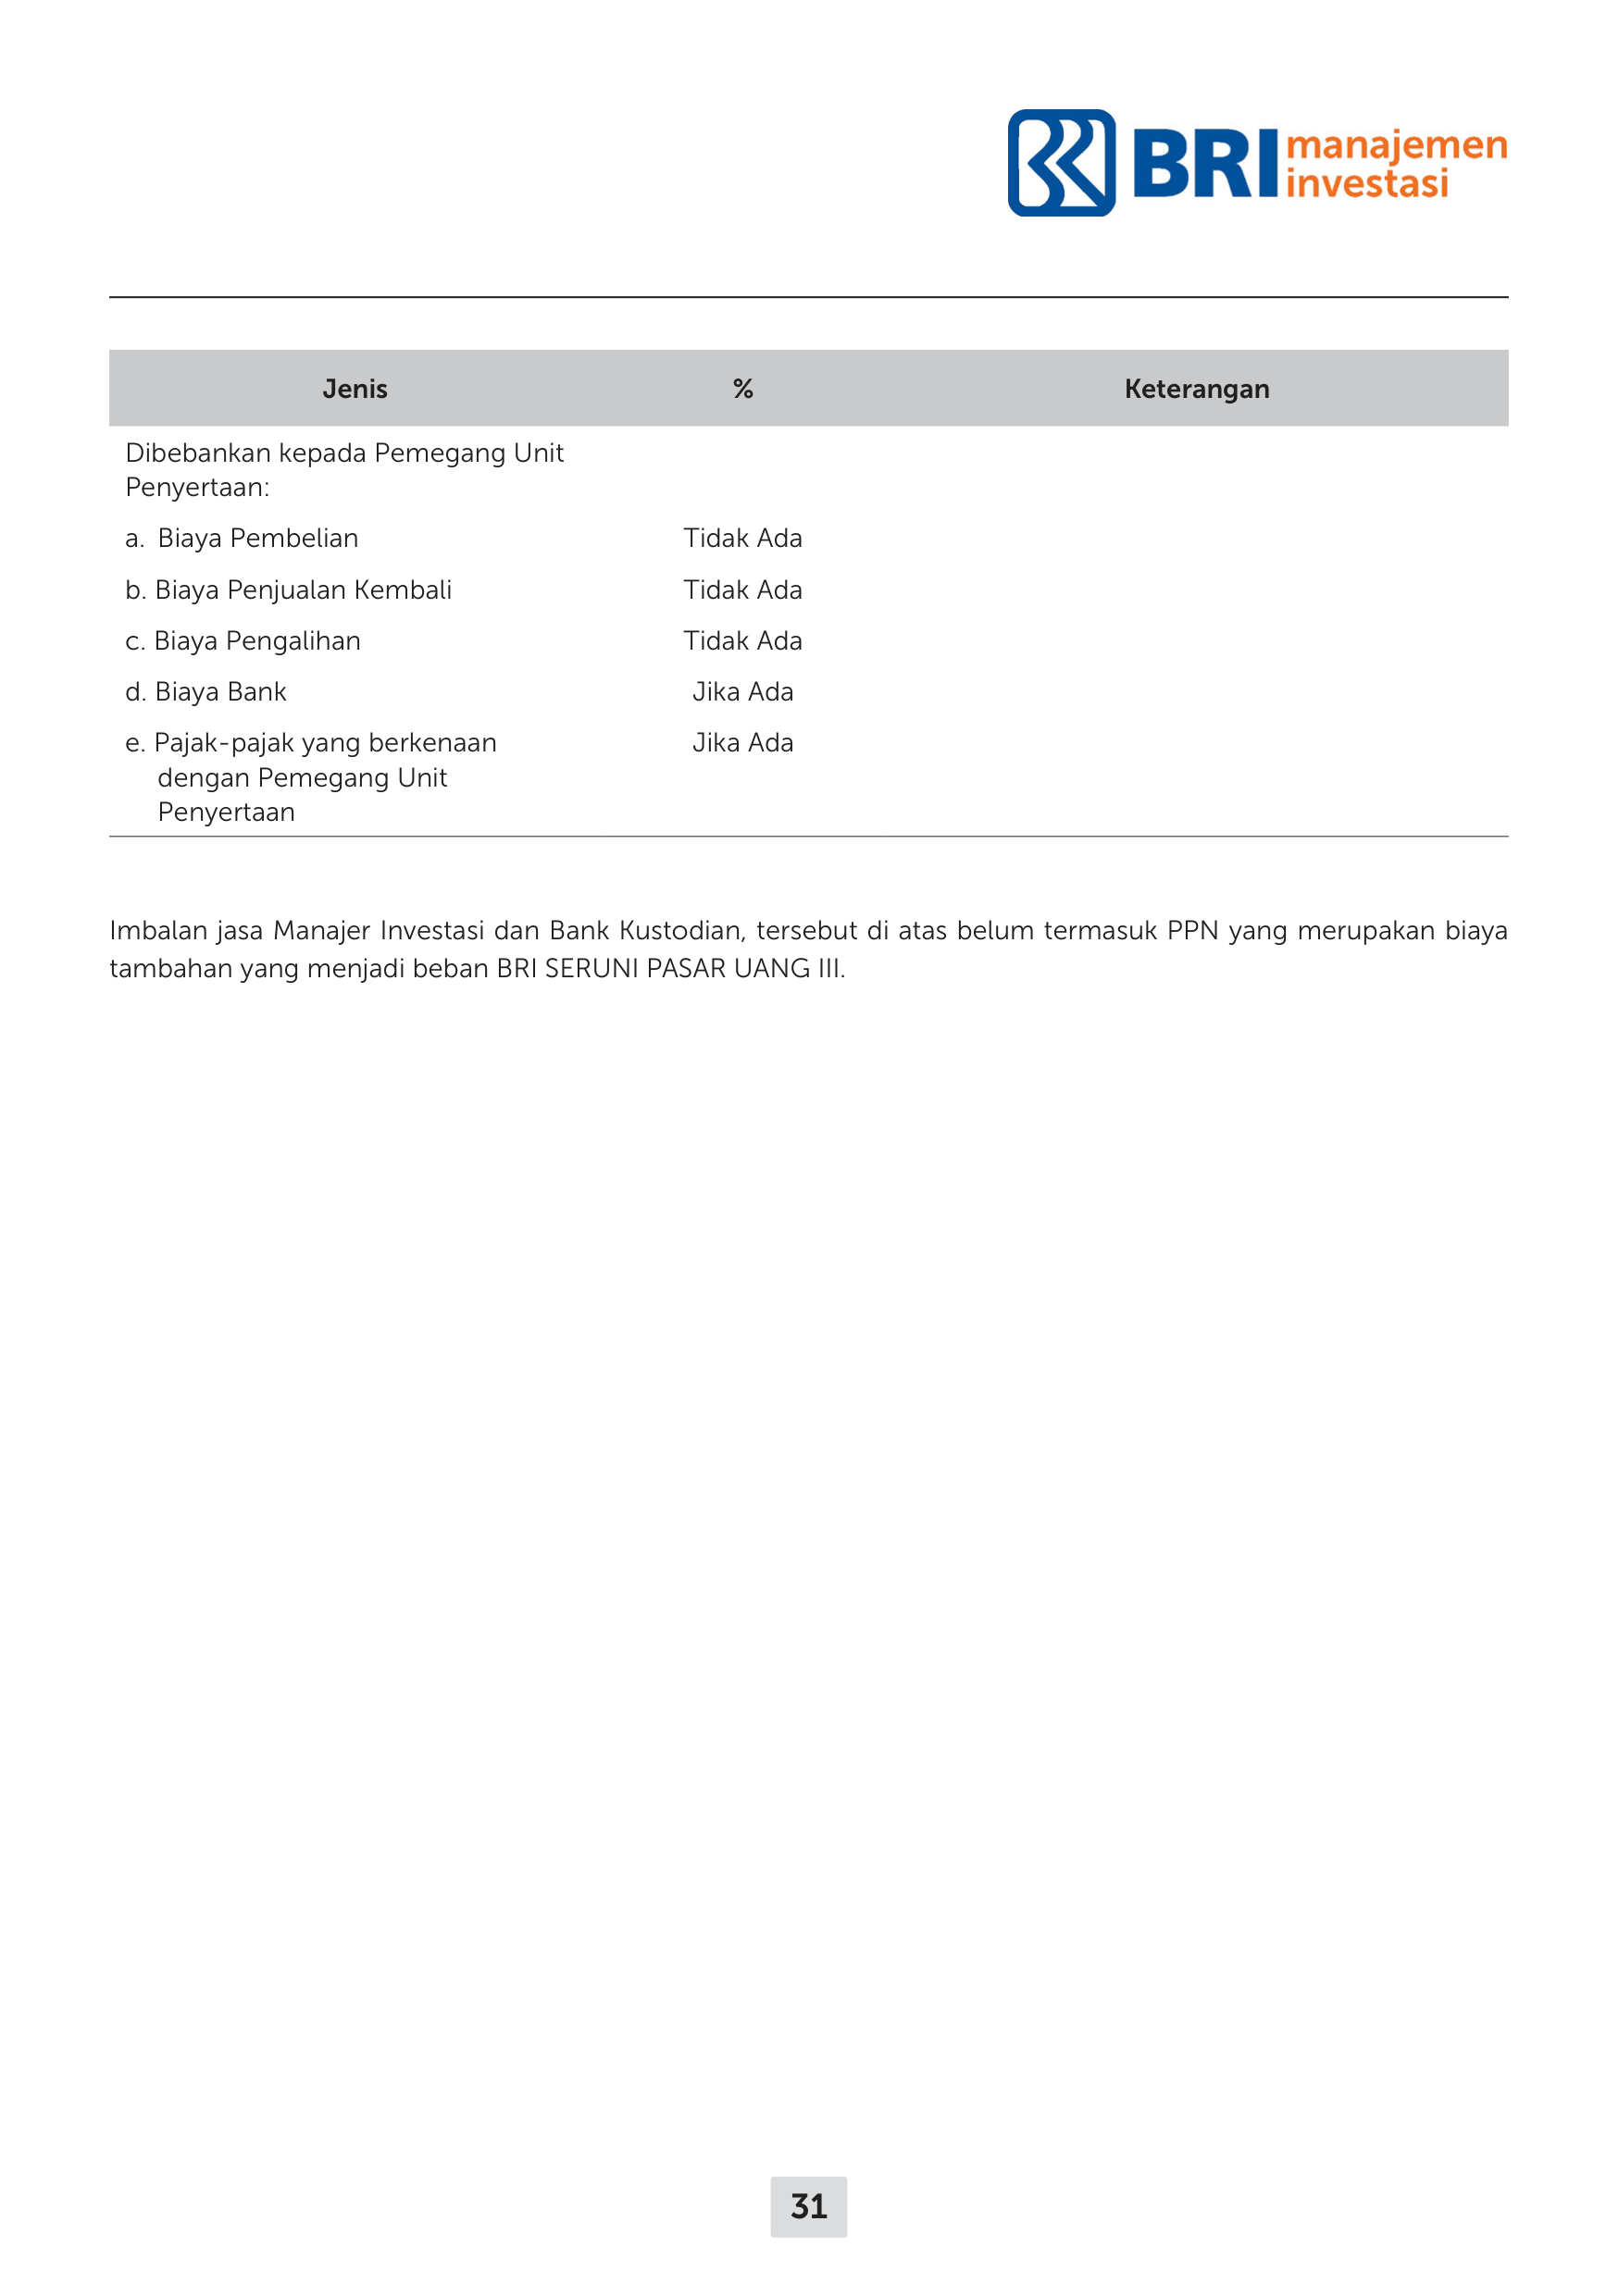 BRI manajemen
investasi
Jenis % Keterangan
Dibebankan kepada Pemegang Unit
Penyertaan:
a. Biaya Pembelian Tidak Ada
b. Biaya Penjualan Kembali Tidak Ada
c. Biaya Pengalihan Tidak Ada
d. Biaya Bank Jika Ada
e. Pajak-pajak yang berkenaan Jika Ada
dengan Pemegang Unit
Penyertaan
Imbalan jasa Manajer Investasi dan Bank Kustodian, tersebut di atas belum termasuk PPN yang merupakan biaya
tambahan yang menjadi beban BRI SERUNI PASAR UANG III.
31